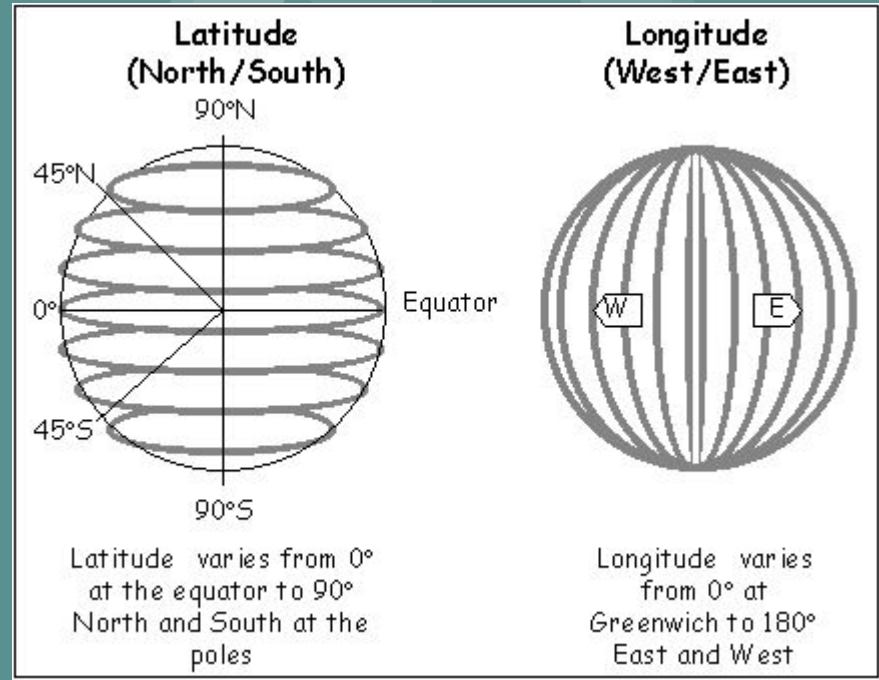 Latitude
(North/South)
90°N
45°N
0°
Equator
45°S
90°S
Latitude varies from 0°
at the equator to 90°
North and South at the
poles
Longitude
(West/East)
W
E
Longitude varies
from 0° at
Greenwich to 180°
East and West